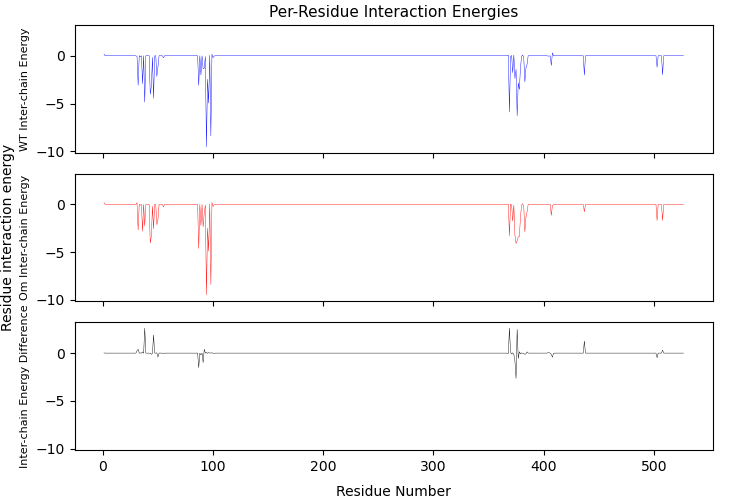 Per-Residue Interaction Energies
WT Inter-chain Energy
0
−5
−10
Residue interaction energy
Om Inter-chain Energy
0
−5
−10
Inter-chain Energy Difference
0
−5
−10
0 100 200 300 400 500
Residue Number